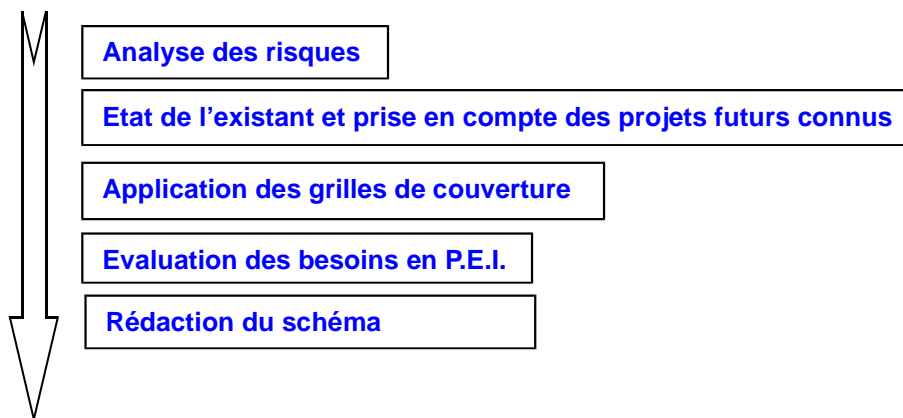 Analyse des risques
Etat de l’existant et prise en compte des projets futurs connus
Application des grilles de couverture
Evaluation des besoins en P.E.I.
Rédaction du schéma